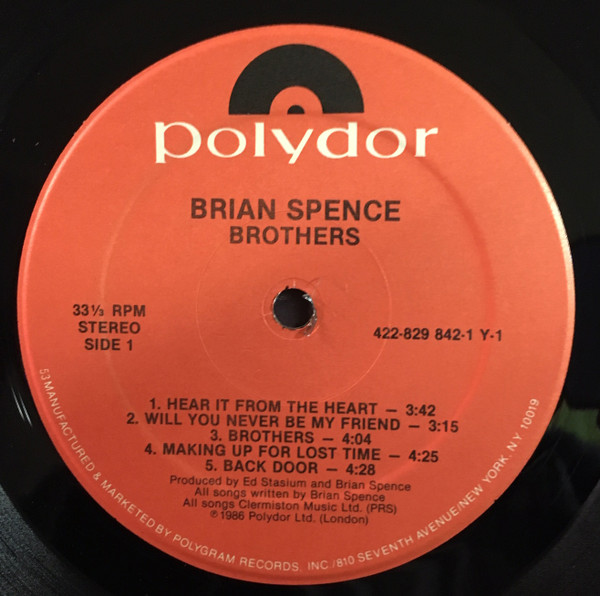 polydor
BRIAN SPENCE
BROTHERS
33⅓ RPM
STEREO
SIDE 1
422-829 842-1 Y-1
1. HEAR IT FROM THE HEART — 3:42
2. WILL YOU NEVER BE MY FRIEND — 3:15
3. BROTHERS — 4:04
4. MAKING UP FOR LOST TIME — 4:25
5. BACK DOOR — 4:28
Produced by Ed Stasium and Brian Spence
All songs written by Brian Spence
All songs Clermiston Music Ltd. (PRS)
℗1986 Polydor Ltd. (London)
53 MANUFACTURED & MARKETED BY POLYGRAM RECORDS, INC./810 SEVENTH AVENUE/NEW YORK, NY 10019